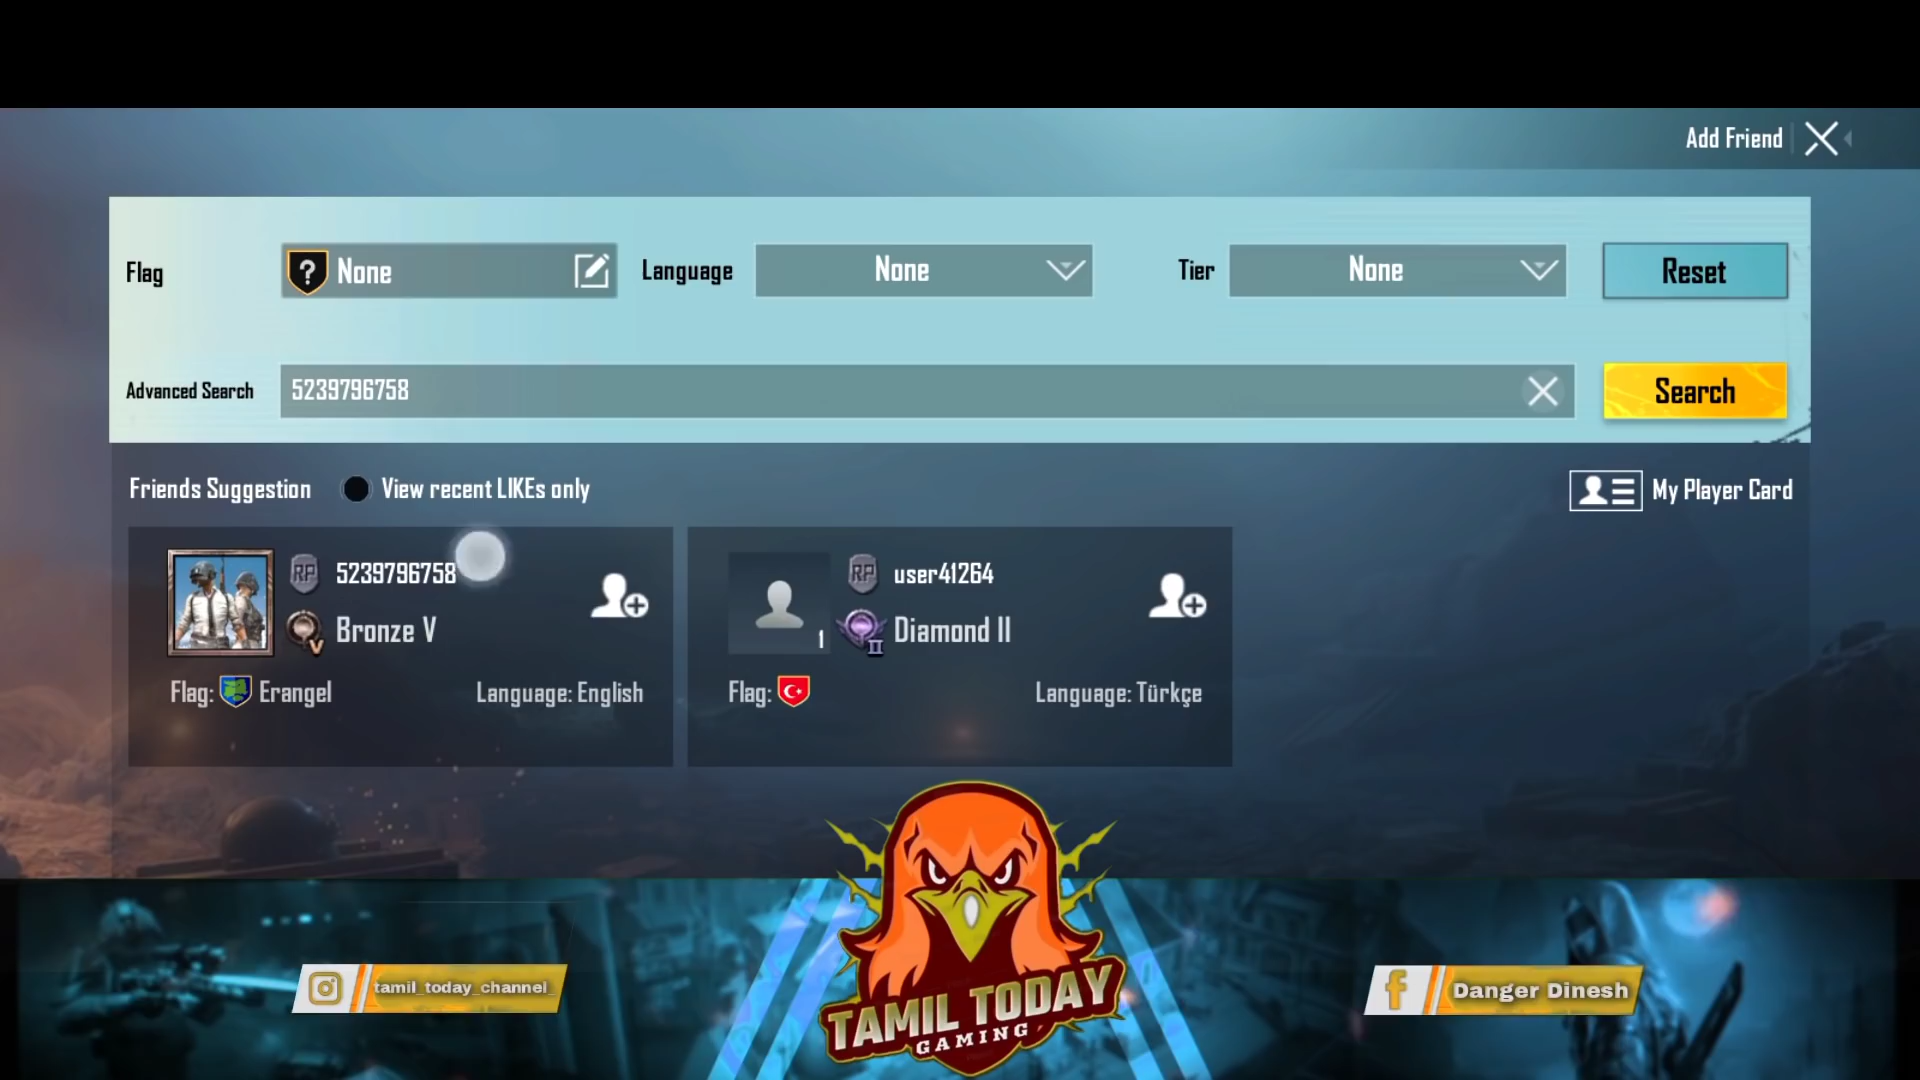 Add Friend
Flag
? None
Language
None
Tier
None
Reset
Advanced Search
5239796758
Search
Friends Suggestion
View recent LIKEs only
My Player Card
RP 5239796758
V Bronze V
Flag: Erangel
Language: English
1
RP user41264
II Diamond II
Flag:
Language: Türkçe
tamil_today_channel_
TAMIL TODAY
GAMING
f Danger Dinesh